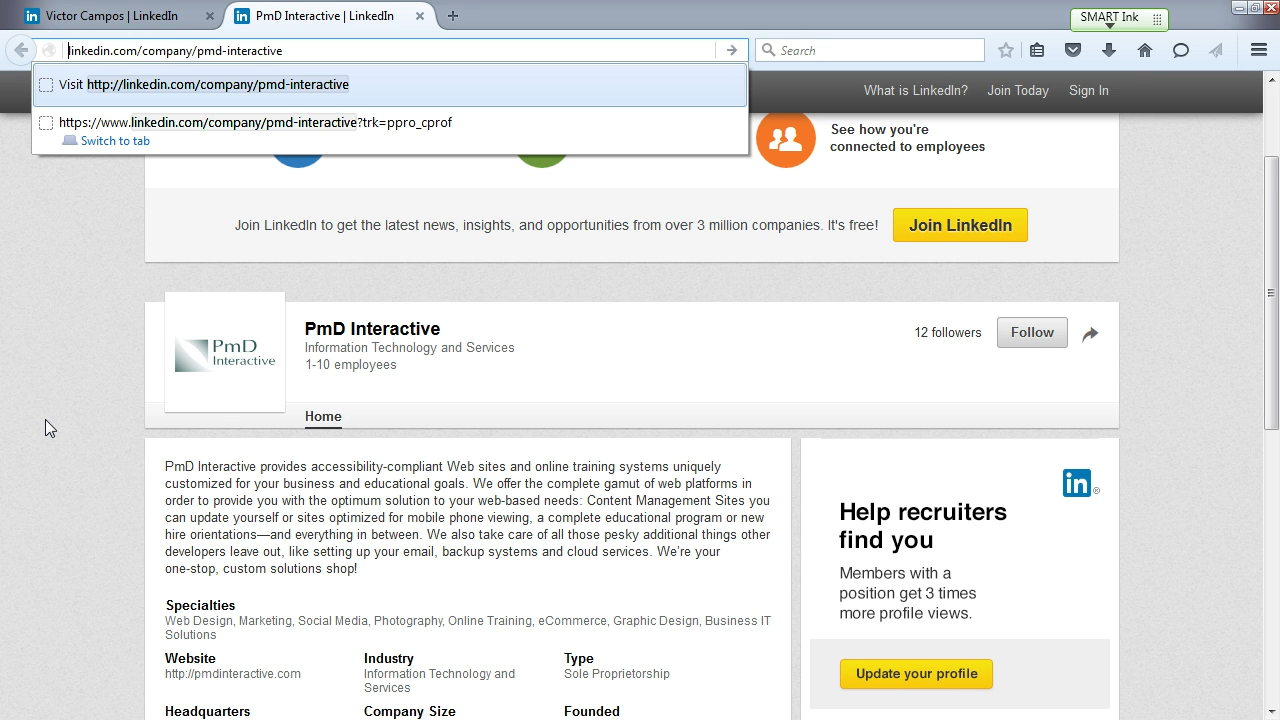 Victor Campos | LinkedIn
PmD Interactive | LinkedIn
SMART Ink
linkedin.com/company/pmd-interactive
Search
Visit http://linkedin.com/company/pmd-interactive
https://www.linkedin.com/company/pmd-interactive?trk=ppro_cprof
Switch to tab
What is LinkedIn? Join Today Sign In
See how you're
connected to employees
Join LinkedIn to get the latest news, insights, and opportunities from over 3 million companies. It's free! Join LinkedIn
PmD
Interactive
PmD Interactive
Information Technology and Services
1-10 employees
12 followers Follow
Home
PmD Interactive provides accessibility-compliant Web sites and online training systems uniquely
customized for your business and educational goals. We offer the complete gamut of web platforms in
order to provide you with the optimum solution to your web-based needs: Content Management Sites you
can update yourself or sites optimized for mobile phone viewing, a complete educational program or new
hire orientations—and everything in between. We also take care of all those pesky additional things other
developers leave out, like setting up your email, backup systems and cloud services. We're your
one-stop, custom solutions shop!
Specialties
Web Design, Marketing, Social Media, Photography, Online Training, eCommerce, Graphic Design, Business IT
Solutions
Website
http://pmdinteractive.com
Industry
Information Technology and
Services
Type
Sole Proprietorship
Headquarters
Company Size
Founded
in®
Help recruiters
find you
Members with a
position get 3 times
more profile views.
Update your profile